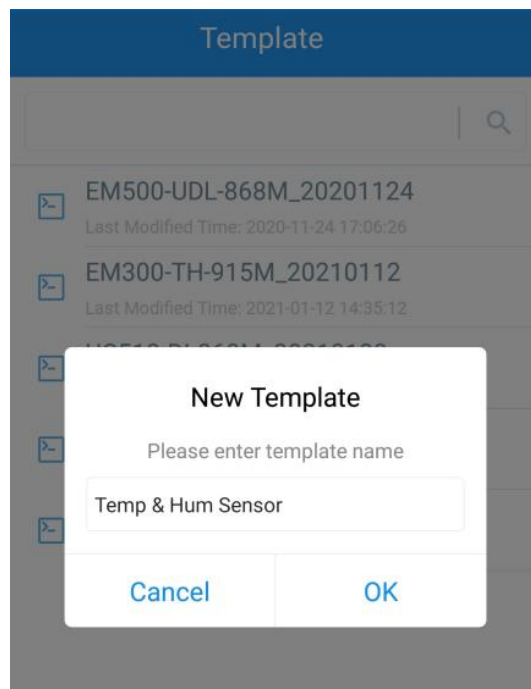 Template
EM500-UDL-868M_20201124
Last Modified Time: 2020-11-24 17:06:26
EM300-TH-915M_20210112
Last Modified Time: 2021-01-12 14:35:12
New Template
Please enter template name
Temp & Hum Sensor
Cancel OK